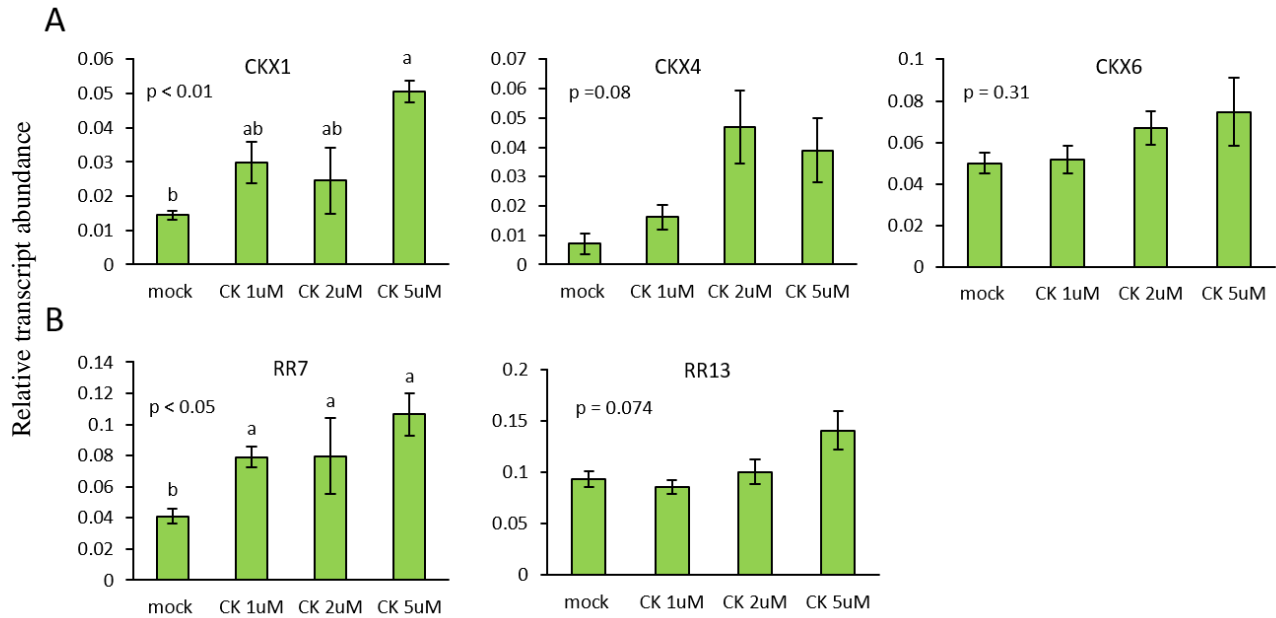 A
Relative transcript abundance
CKX1
p < 0.01
0.06
0.05
0.04
0.03
0.02
0.01
0
b
ab
ab
a
mock CK 1uM CK 2uM CK 5uM
CKX4
p =0.08
0.07
0.06
0.05
0.04
0.03
0.02
0.01
0
mock CK 1uM CK 2uM CK 5uM
CKX6
p = 0.31
0.1
0.08
0.06
0.04
0.02
0
mock CK 1uM CK 2uM CK 5uM
B
RR7
p < 0.05
0.14
0.12
0.1
0.08
0.06
0.04
0.02
0
b
a
a
a
mock CK 1uM CK 2uM CK 5uM
RR13
p = 0.074
0.2
0.15
0.1
0.05
0
mock CK 1uM CK 2uM CK 5uM